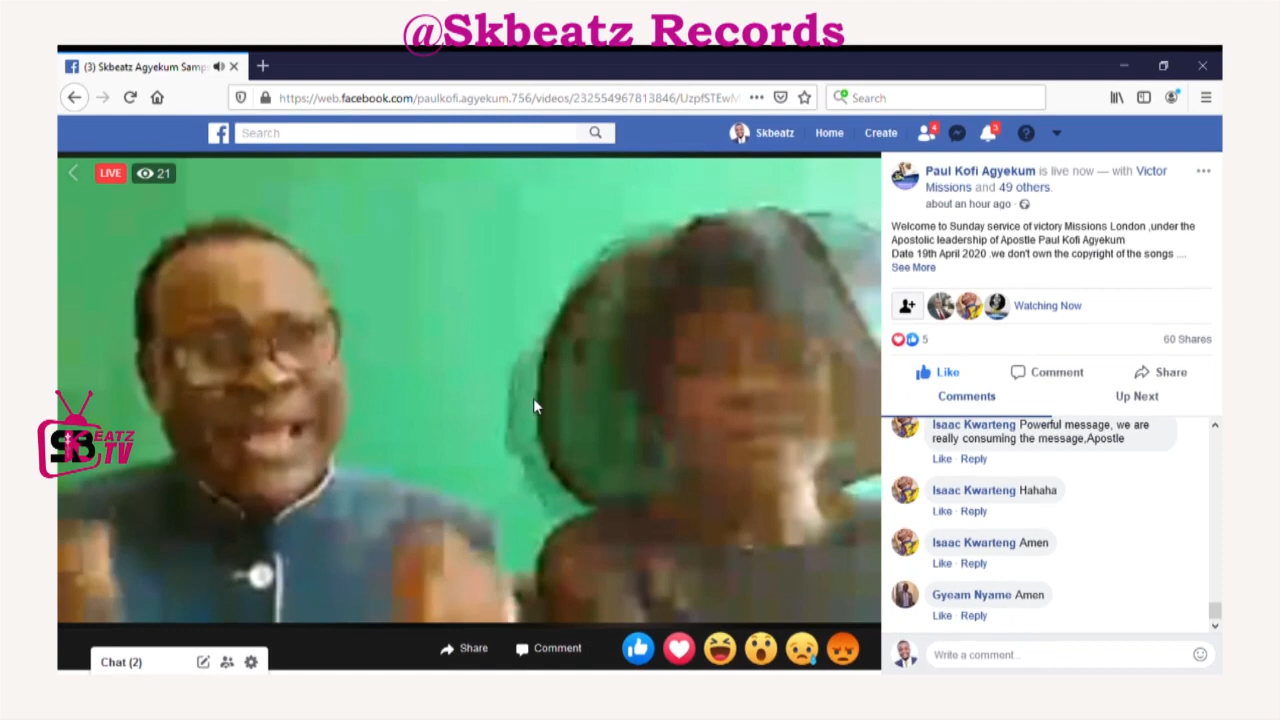 @Skbeatz Records
(3) Skbeatz Agyekum Samp
https://web.facebook.com/paulkofi.agyekum.756/videos/232554967813846/UzpfSTEwM
Search
Search
Skbeatz
Home
Create
4
3
LIVE
21
Paul Kofi Agyekum is live now — with Victor
Missions and 49 others.
about an hour ago ·
Welcome to Sunday service of victory Missions London ,under the
Apostolic leadership of Apostle Paul Kofi Agyekum
Date 19th April 2020 .we don't own the copyright of the songs ....
See More
Watching Now
5
60 Shares
Like
Comment
Share
Comments
Up Next
Isaac Kwarteng Powerful message, we are
really consuming the message,Apostle
Like · Reply
Isaac Kwarteng Hahaha
Like · Reply
Isaac Kwarteng Amen
Like · Reply
Gyeam Nyame Amen
Like · Reply
Write a comment...
SKBEATZ
TV
Share
Comment
Chat (2)